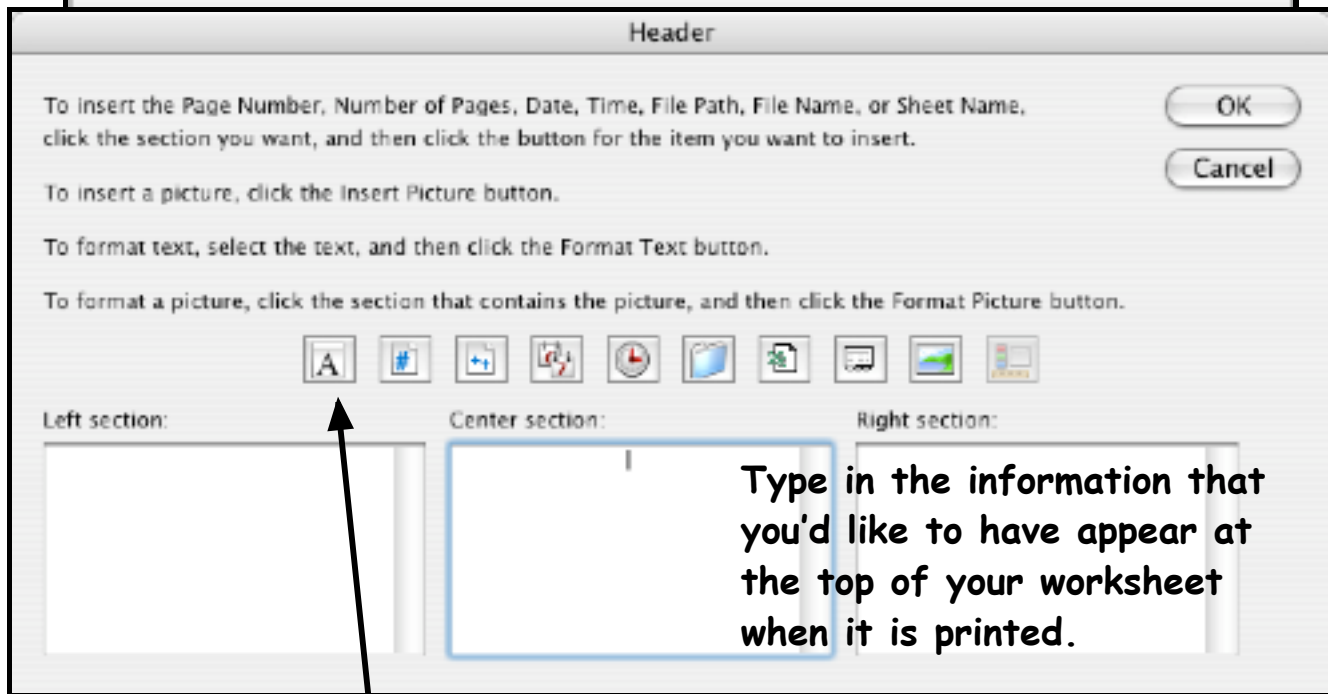 Header
To insert the Page Number, Number of Pages, Date, Time, File Path, File Name, or Sheet Name,
click the section you want, and then click the button for the item you want to insert.
OK
Cancel
To insert a picture, click the Insert Picture button.
To format text, select the text, and then click the Format Text button.
To format a picture, click the section that contains the picture, and then click the Format Picture button.
A
#
Left section:
Center section:
Right section:
Type in the information that
you'd like to have appear at
the top of your worksheet
when it is printed.